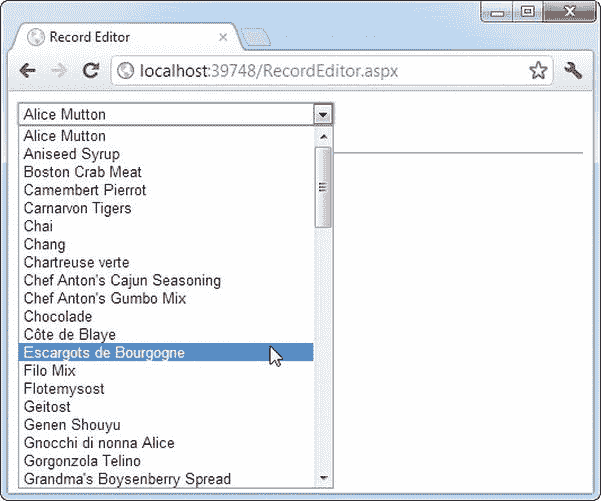 Record Editor
localhost:39748/RecordEditor.aspx
Alice Mutton
Alice Mutton
Aniseed Syrup
Boston Crab Meat
Camembert Pierrot
Carnarvon Tigers
Chai
Chang
Chartreuse verte
Chef Anton's Cajun Seasoning
Chef Anton's Gumbo Mix
Chocolade
Côte de Blaye
Escargots de Bourgogne
Filo Mix
Flotemysost
Geitost
Genen Shouyu
Gnocchi di nonna Alice
Gorgonzola Telino
Grandma's Boysenberry Spread